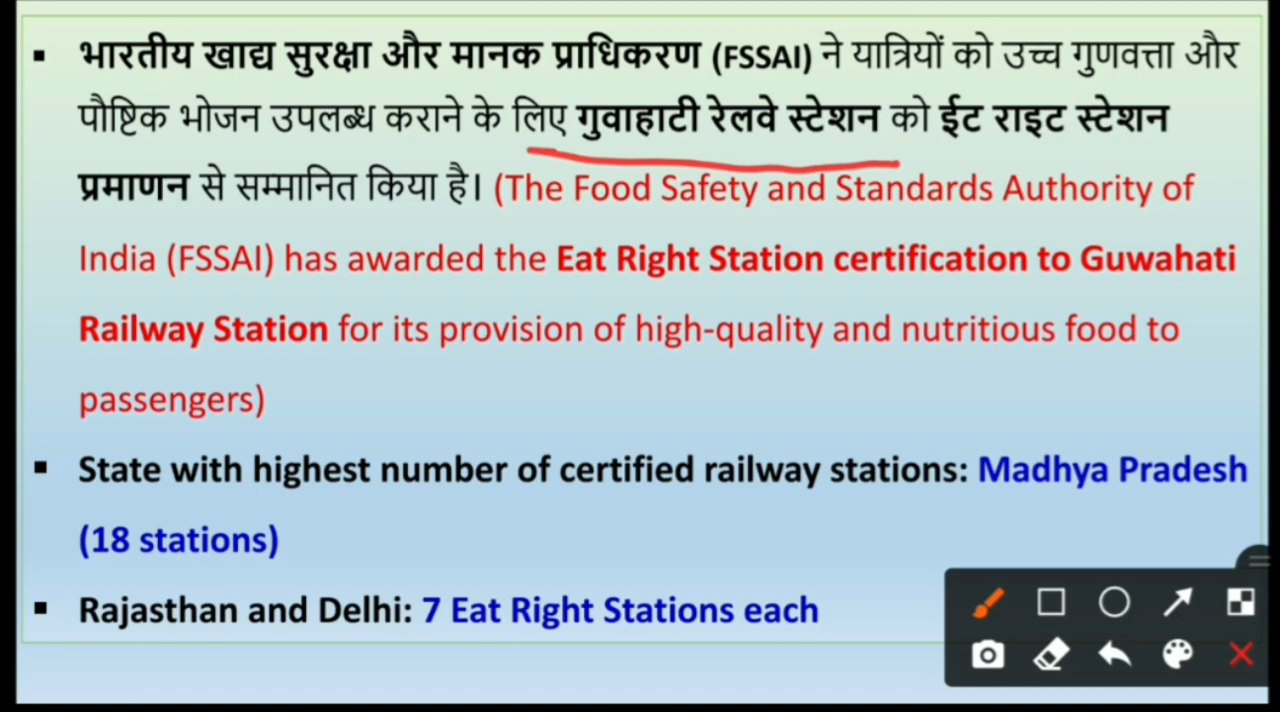 ▪ भारतीय खाद्य सुरक्षा और मानक प्राधिकरण (FSSAI) ने यात्रियों को उच्च गुणवत्ता और
पौष्टिक भोजन उपलब्ध कराने के लिए गुवाहाटी रेलवे स्टेशन को ईट राइट स्टेशन
प्रमाणन से सम्मानित किया है। (The Food Safety and Standards Authority of
India (FSSAI) has awarded the Eat Right Station certification to Guwahati
Railway Station for its provision of high-quality and nutritious food to
passengers)
▪ State with highest number of certified railway stations: Madhya Pradesh
(18 stations)
▪ Rajasthan and Delhi: 7 Eat Right Stations each